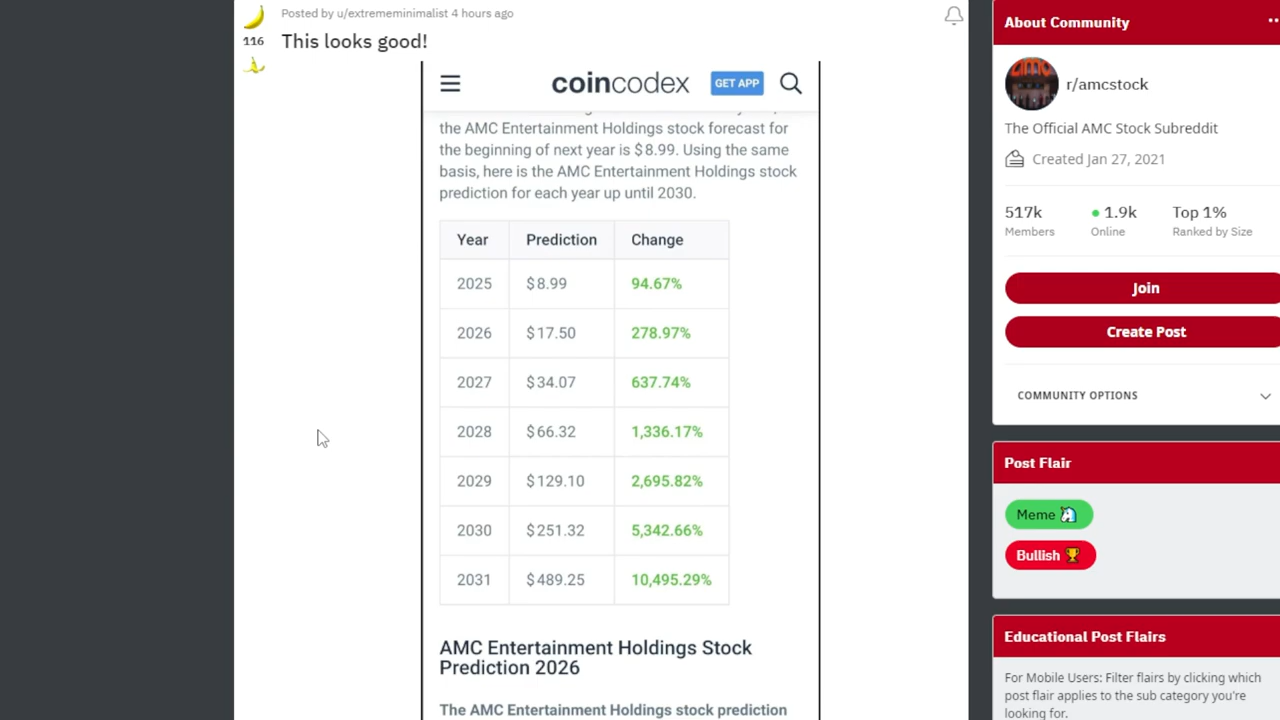 Posted by u/extrememinimalist 4 hours ago
116
This looks good!
coincodex
GET APP
the AMC Entertainment Holdings stock forecast for
the beginning of next year is $8.99. Using the same
basis, here is the AMC Entertainment Holdings stock
prediction for each year up until 2030.
Year Prediction Change
2025 $8.99 94.67%
2026 $17.50 278.97%
2027 $34.07 637.74%
2028 $66.32 1,336.17%
2029 $129.10 2,695.82%
2030 $251.32 5,342.66%
2031 $489.25 10,495.29%
AMC Entertainment Holdings Stock
Prediction 2026
The AMC Entertainment Holdings stock prediction
About Community
r/amcstock
The Official AMC Stock Subreddit
Created Jan 27, 2021
517k 1.9k Top 1%
Members Online Ranked by Size
Join
Create Post
COMMUNITY OPTIONS
Post Flair
Meme
Bullish
Educational Post Flairs
For Mobile Users: Filter flairs by clicking which
post flair applies to the sub category you're
looking for.